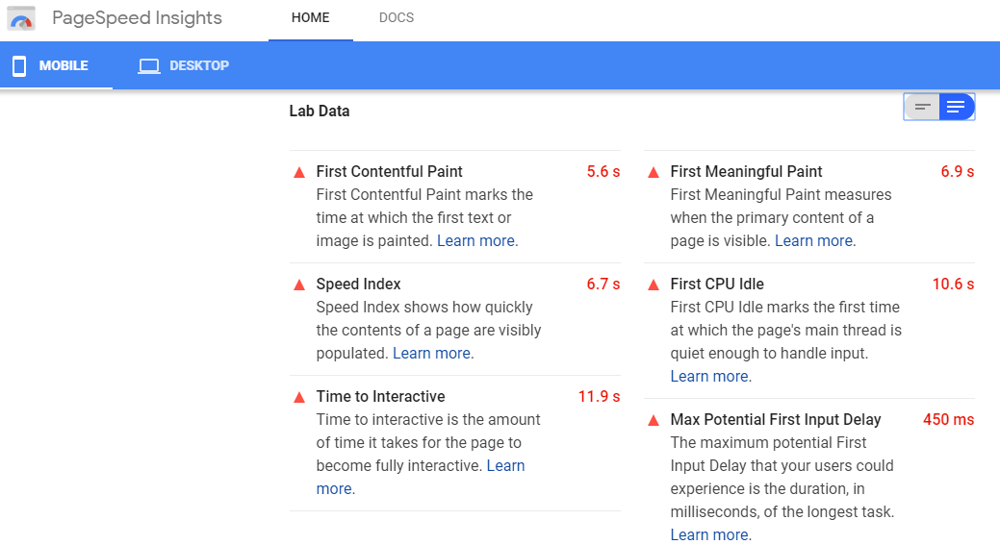 PageSpeed Insights
HOME
DOCS
MOBILE
DESKTOP
Lab Data
First Contentful Paint
5.6 s
First Contentful Paint marks the
time at which the first text or
image is painted. Learn more.
Speed Index
6.7 s
Speed Index shows how quickly
the contents of a page are visibly
populated. Learn more.
Time to Interactive
11.9 s
Time to interactive is the amount
of time it takes for the page to
become fully interactive. Learn
more.
First Meaningful Paint
6.9 s
First Meaningful Paint measures
when the primary content of a
page is visible. Learn more.
First CPU Idle
10.6 s
First CPU Idle marks the first time
at which the page's main thread is
quiet enough to handle input.
Learn more.
Max Potential First Input Delay
450 ms
The maximum potential First
Input Delay that your users could
experience is the duration, in
milliseconds, of the longest task.
Learn more.